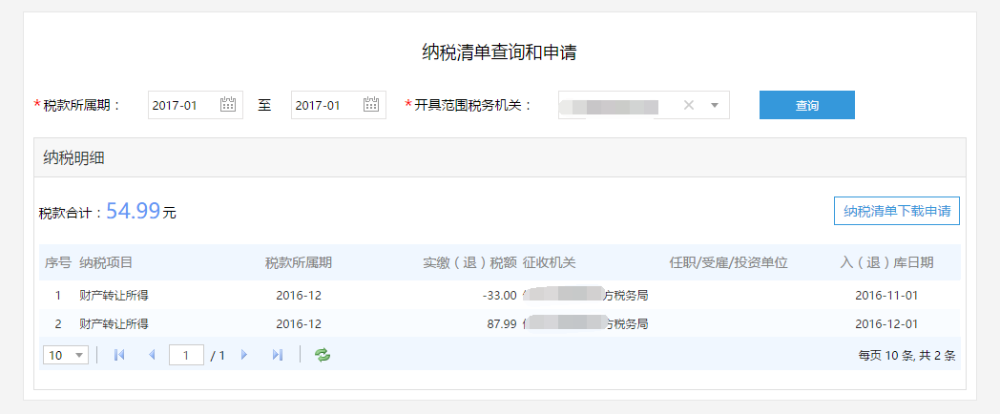 纳税清单查询和申请
*税款所属期： 2017-01 至 2017-01 *开具范围税务机关： 查询
纳税明细
税款合计：54.99元 纳税清单下载申请
序号 纳税项目 税款所属期 实缴（退）税额 征收机关 任职/受雇/投资单位 入（退）库日期
1 财产转让所得 2016-12 -33.00 方税务局 2016-11-01
2 财产转让所得 2016-12 87.99 方税务局 2016-12-01
10 1 / 1 每页 10 条, 共 2 条